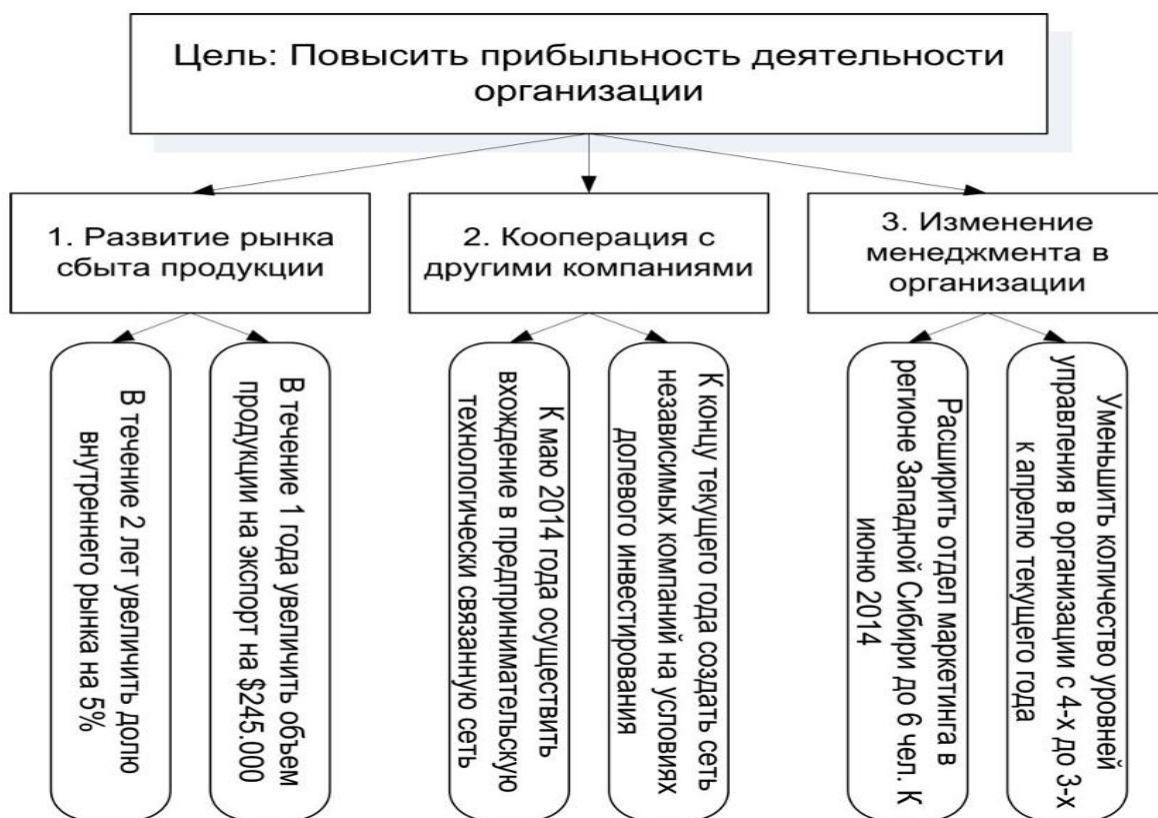 Цель: Повысить прибыльность деятельности
организации
1. Развитие рынка
сбыта продукции
2. Кооперация с
другими компаниями
3. Изменение
менеджмента в
организации
В течение 2 лет увеличить долю
внутреннего рынка на 5%
В течение 1 года увеличить объем
продукции на экспорт на $245.000
К маю 2014 года осуществить
вхождение в предпринимательскую
технологически связанную сеть
К концу текущего года создать сеть
независимых компаний на условиях
долевого инвестирования
Расширить отдел маркетинга в
регионе Западной Сибири до 6 чел. К
июню 2014
Уменьшить количество уровней
управления в организации с 4-х до 3-х
к апрелю текущего года